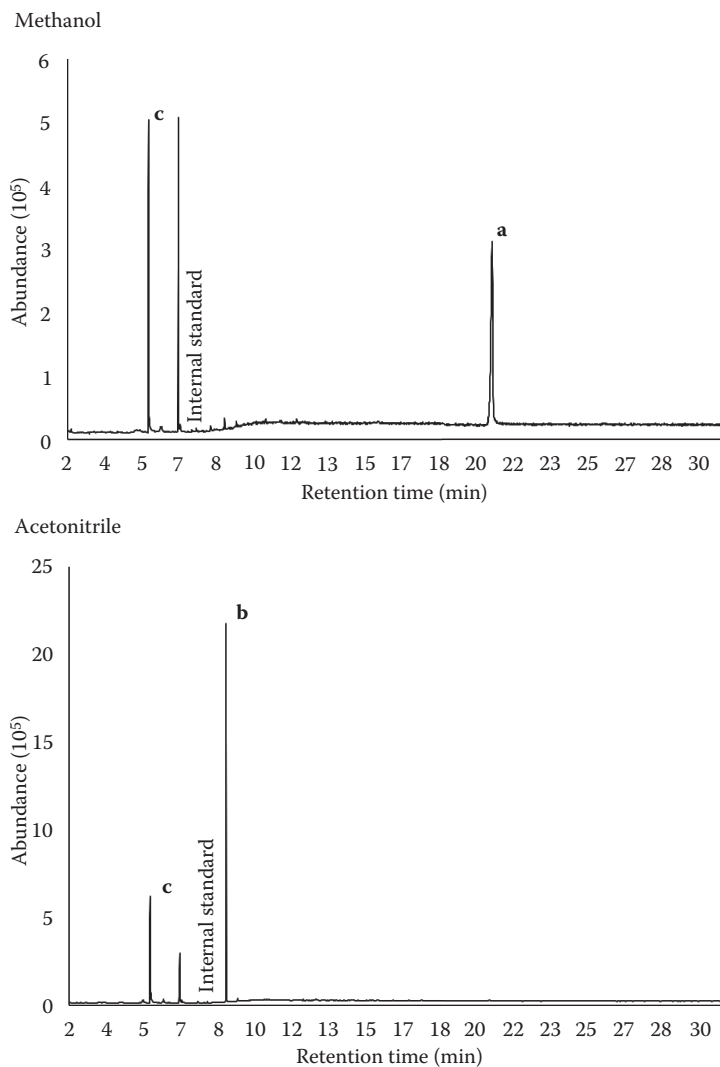 Methanol
6
5
4
3
2
1
0
Abundance (10⁵)
c
Internal standard
a
2 4 5 7 8 10 12 13 15 17 18 20 22 23 25 27 28 30
Retention time (min)
Acetonitrile
25
20
15
10
5
0
Abundance (10⁵)
c
Internal standard
b
2 4 5 7 8 10 12 13 15 17 18 20 22 23 25 27 28 30
Retention time (min)